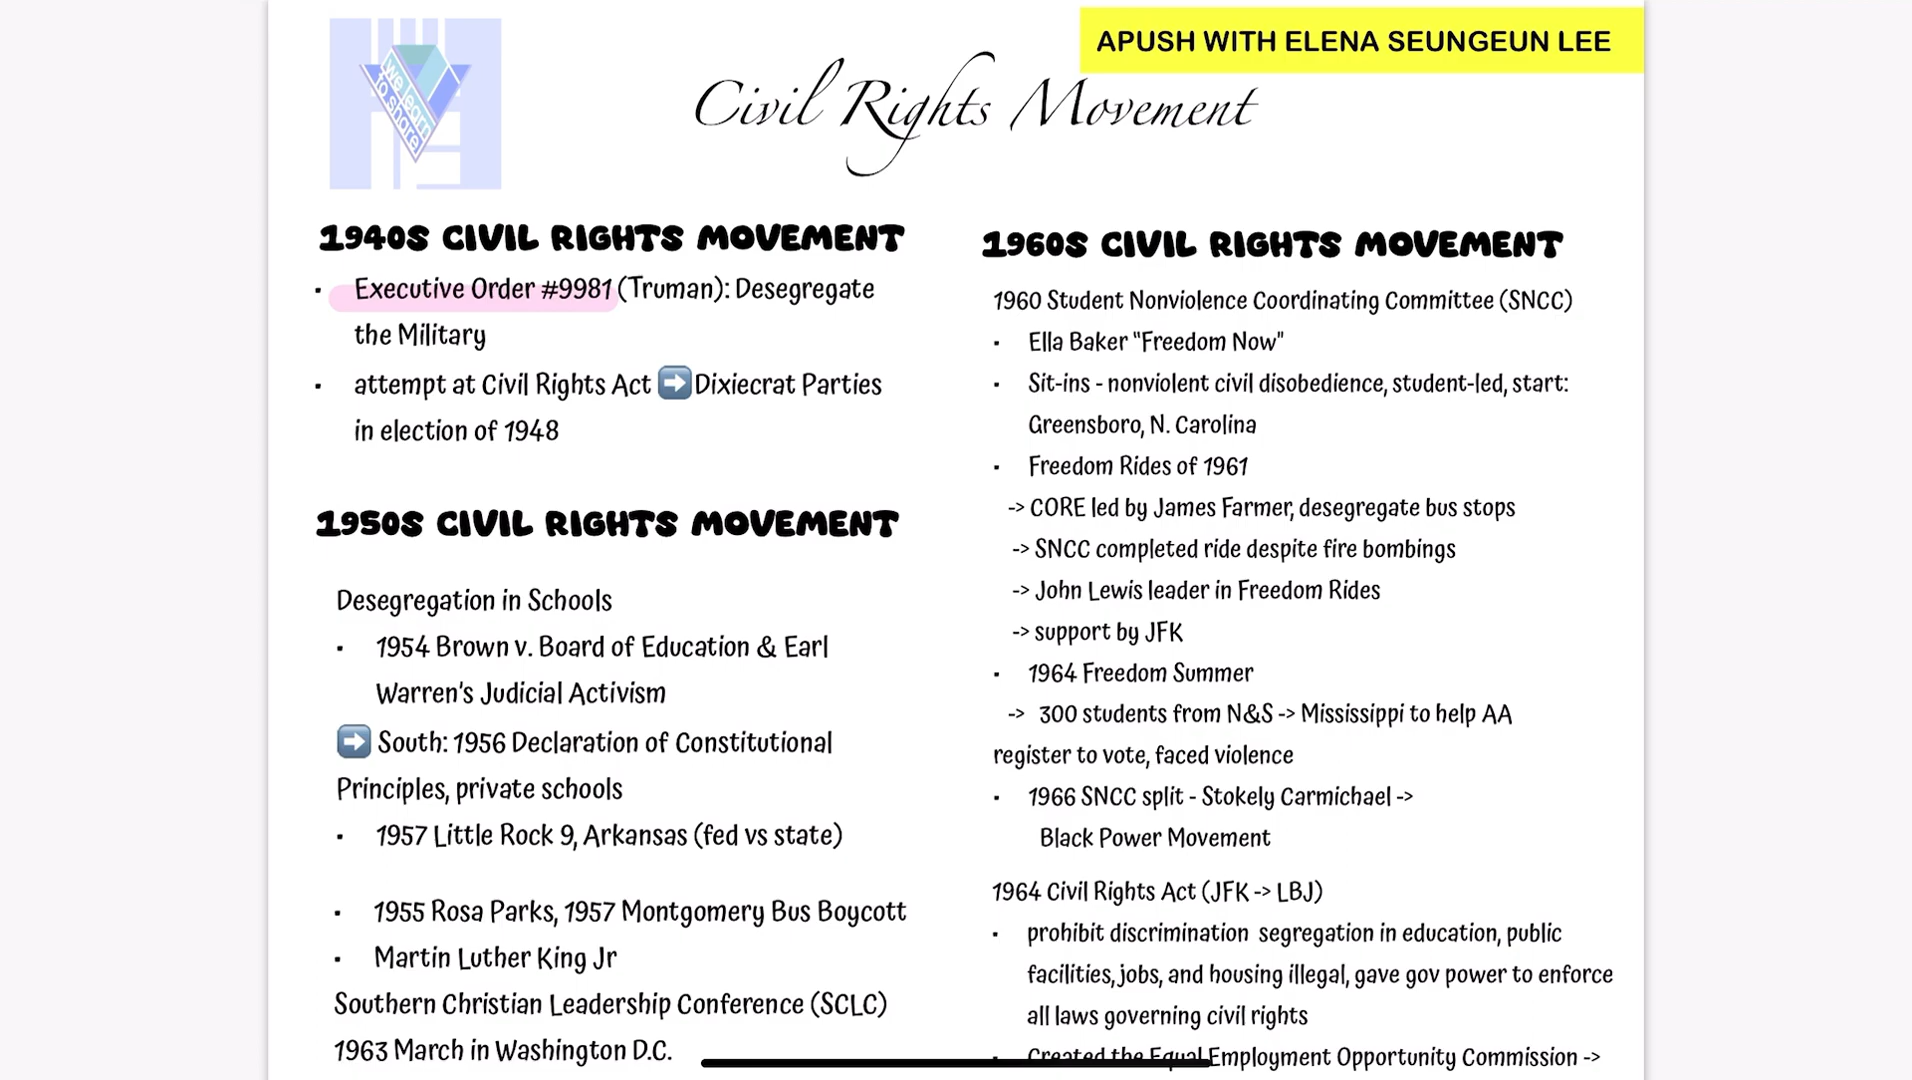 APUSH WITH ELENA SEUNGEUN LEE
we learn
to share
Civil Rights Movement
1940S CIVIL RIGHTS MOVEMENT
• Executive Order #9981 (Truman): Desegregate
the Military
• attempt at Civil Rights Act ➡️ Dixiecrat Parties
in election of 1948
1950S CIVIL RIGHTS MOVEMENT
Desegregation in Schools
• 1954 Brown v. Board of Education & Earl
Warren's Judicial Activism
➡️ South: 1956 Declaration of Constitutional
Principles, private schools
• 1957 Little Rock 9, Arkansas (fed vs state)
• 1955 Rosa Parks, 1957 Montgomery Bus Boycott
• Martin Luther King Jr
Southern Christian Leadership Conference (SCLC)
1963 March in Washington D.C.
1960S CIVIL RIGHTS MOVEMENT
1960 Student Nonviolence Coordinating Committee (SNCC)
• Ella Baker "Freedom Now"
• Sit-ins - nonviolent civil disobedience, student-led, start:
Greensboro, N. Carolina
• Freedom Rides of 1961
-> CORE led by James Farmer, desegregate bus stops
-> SNCC completed ride despite fire bombings
-> John Lewis leader in Freedom Rides
-> support by JFK
• 1964 Freedom Summer
-> 300 students from N&S -> Mississippi to help AA
register to vote, faced violence
• 1966 SNCC split - Stokely Carmichael ->
Black Power Movement
1964 Civil Rights Act (JFK -> LBJ)
• prohibit discrimination segregation in education, public
facilities, jobs, and housing illegal, gave gov power to enforce
all laws governing civil rights
• Created the Equal Employment Opportunity Commission ->